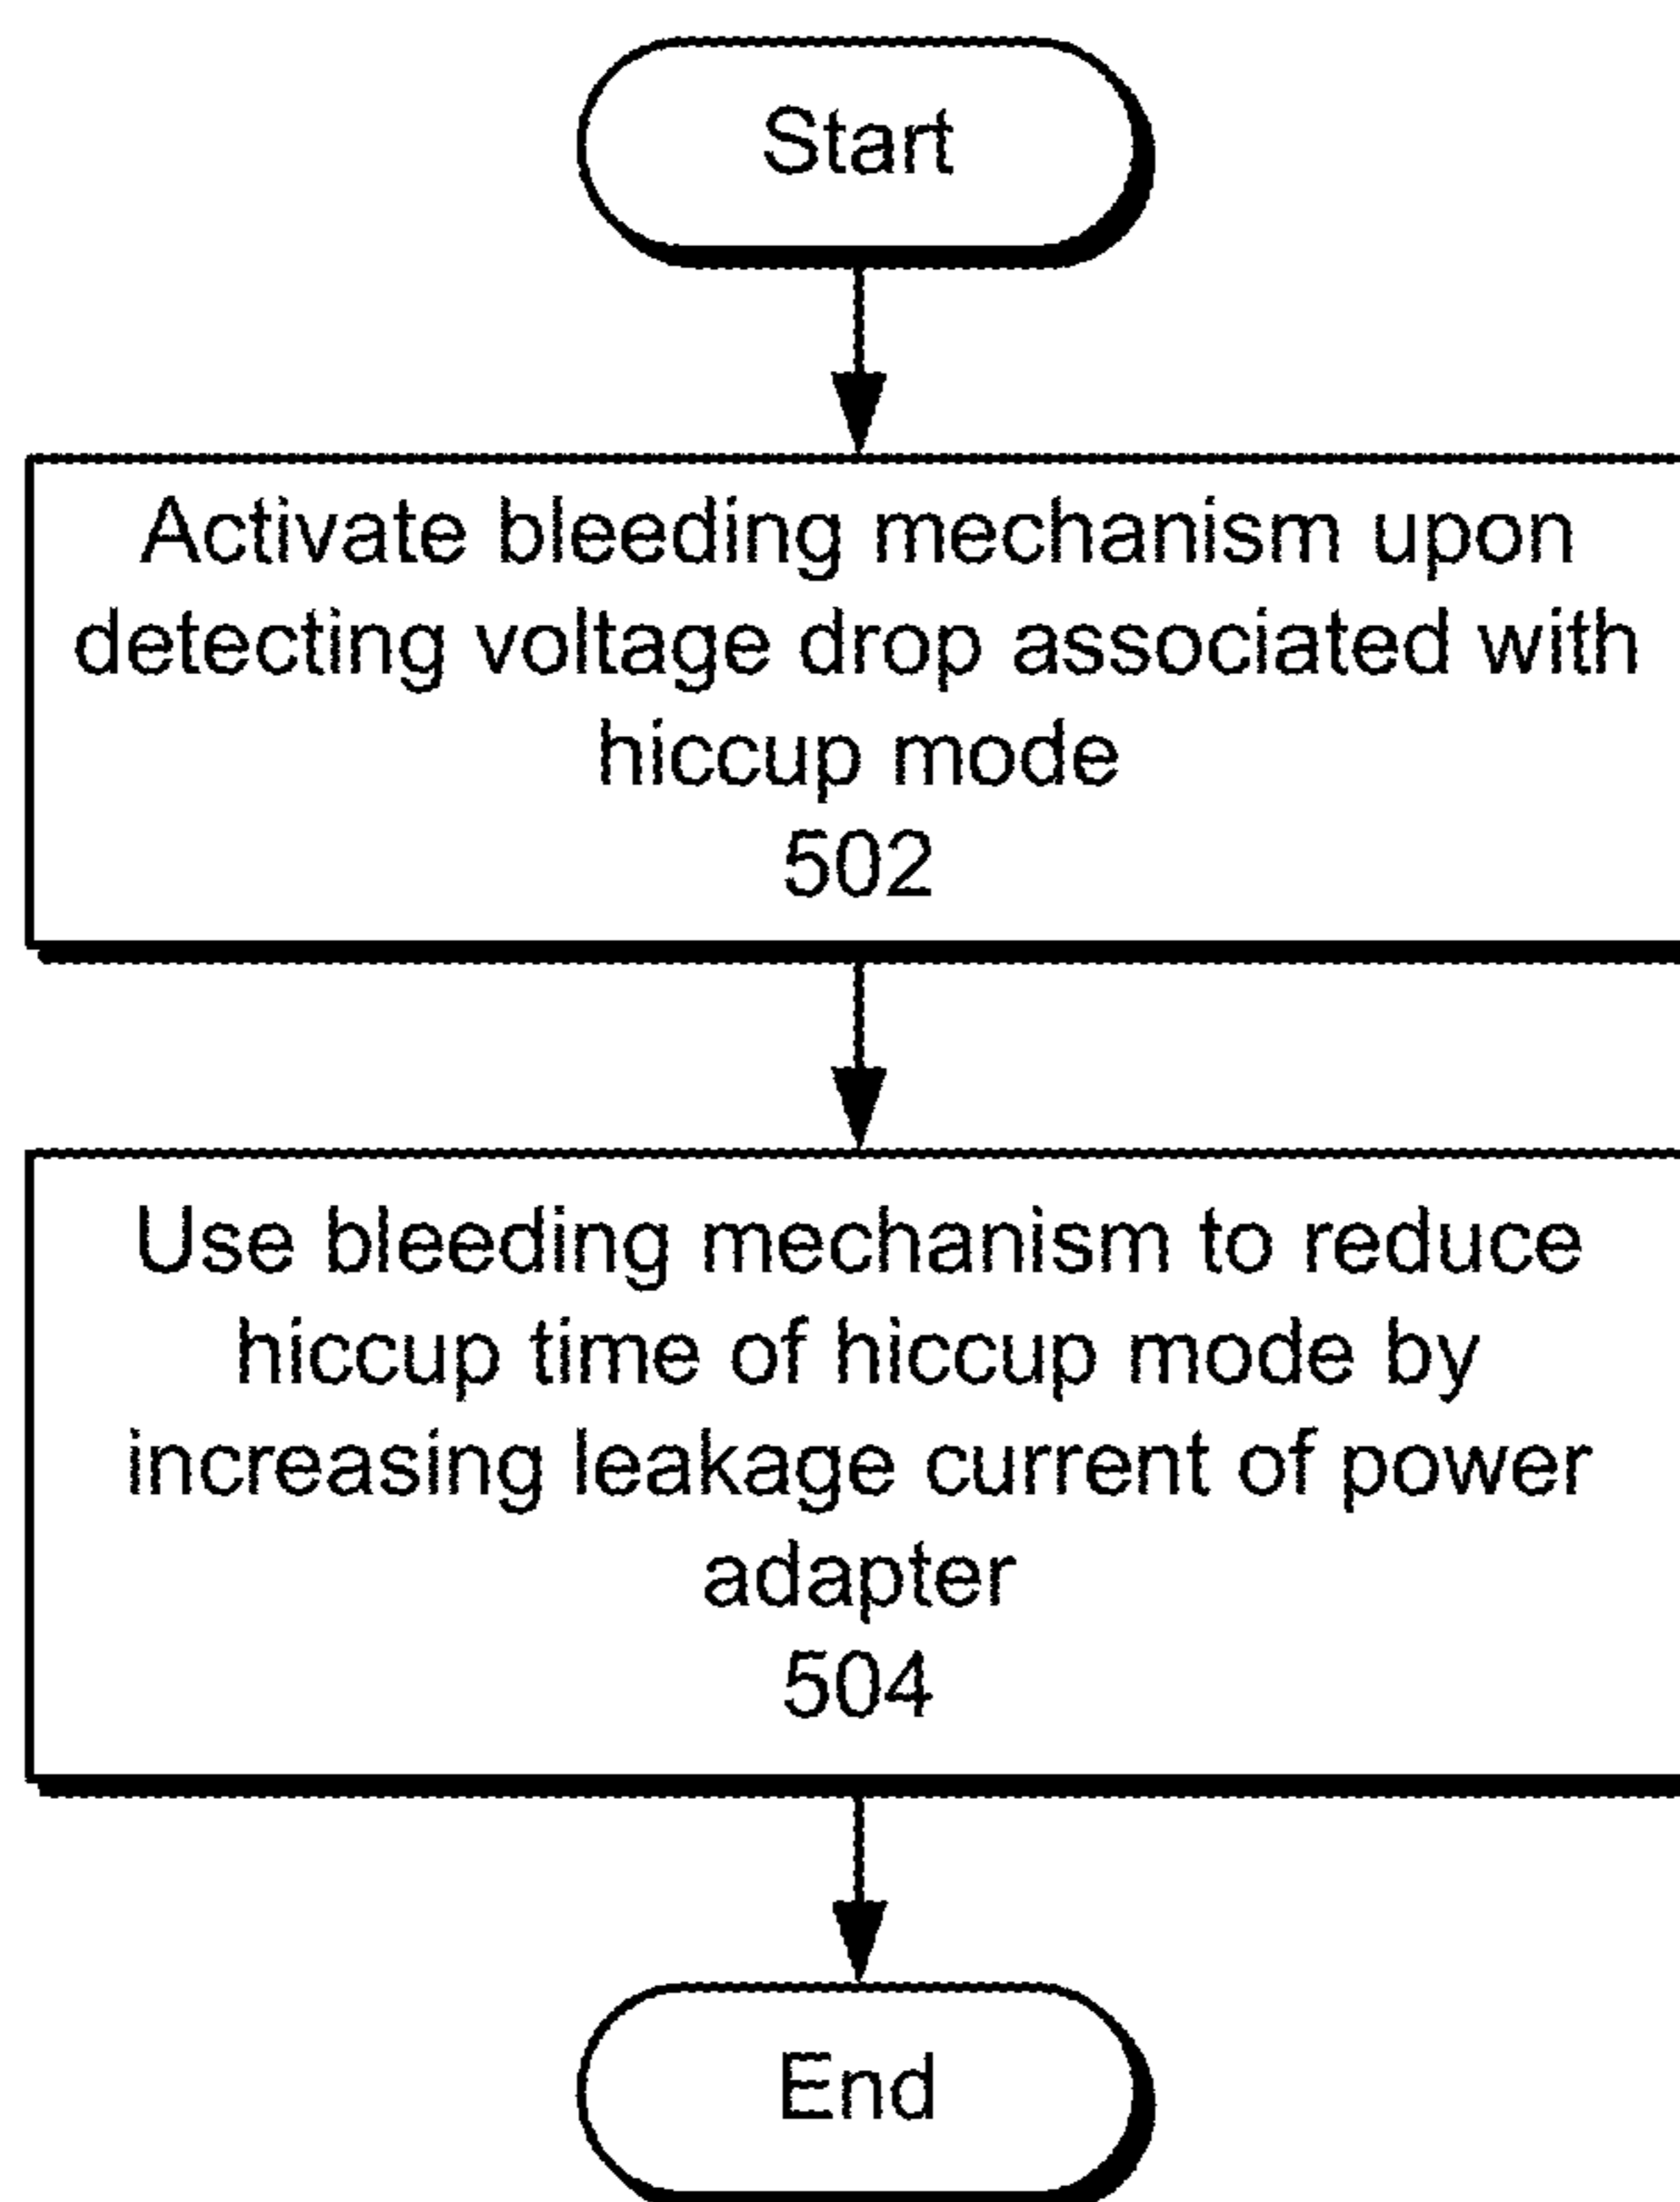 Start
Activate bleeding mechanism upon
detecting voltage drop associated with
hiccup mode
502
Use bleeding mechanism to reduce
hiccup time of hiccup mode by
increasing leakage current of power
adapter
504
End